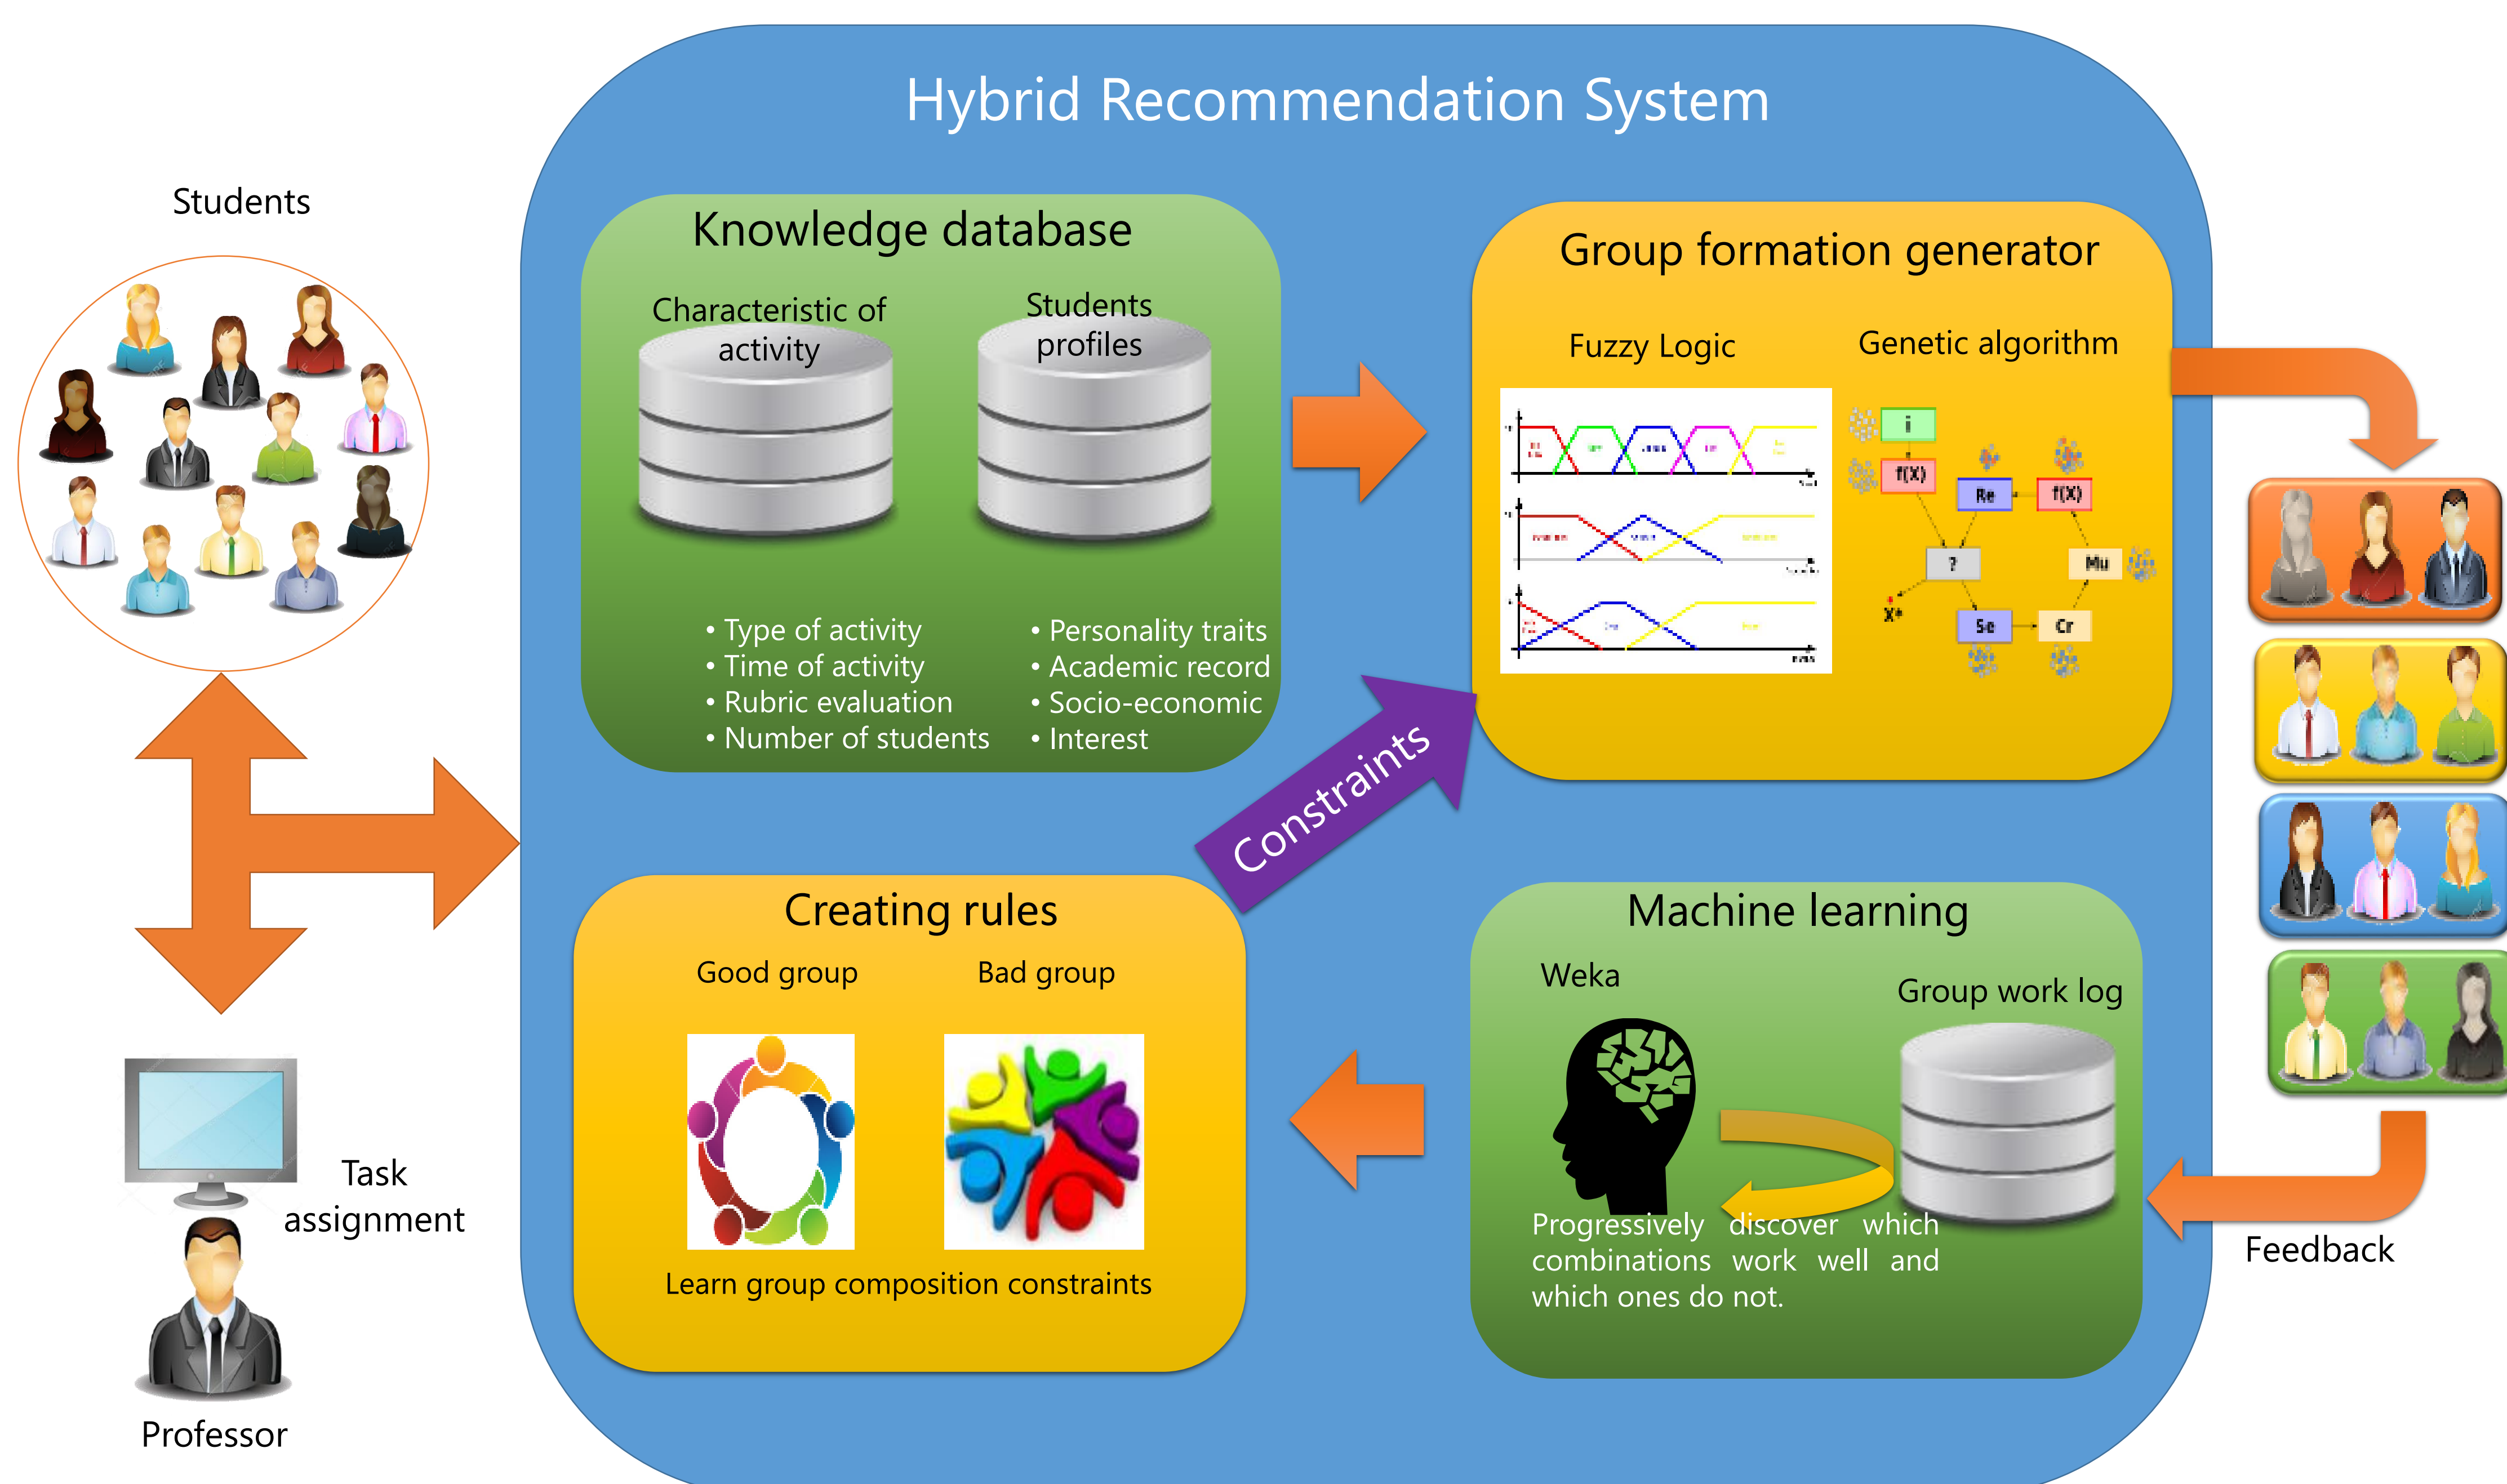 Hybrid Recommendation System
Students
Knowledge database
Characteristic of
activity
Students
profiles
• Type of activity
• Time of activity
• Rubric evaluation
• Number of students
• Personality traits
• Academic record
• Socio-economic
• Interest
Group formation generator
Fuzzy Logic
Genetic algorithm
i
f(X)
Re
f(X)
?
Mu
X*
Se
Cr
Constraints
Creating rules
Good group
Bad group
Learn group composition constraints
Machine learning
Weka
Group work log
Progressively discover which
combinations work well and
which ones do not.
Feedback
Task
assignment
Professor